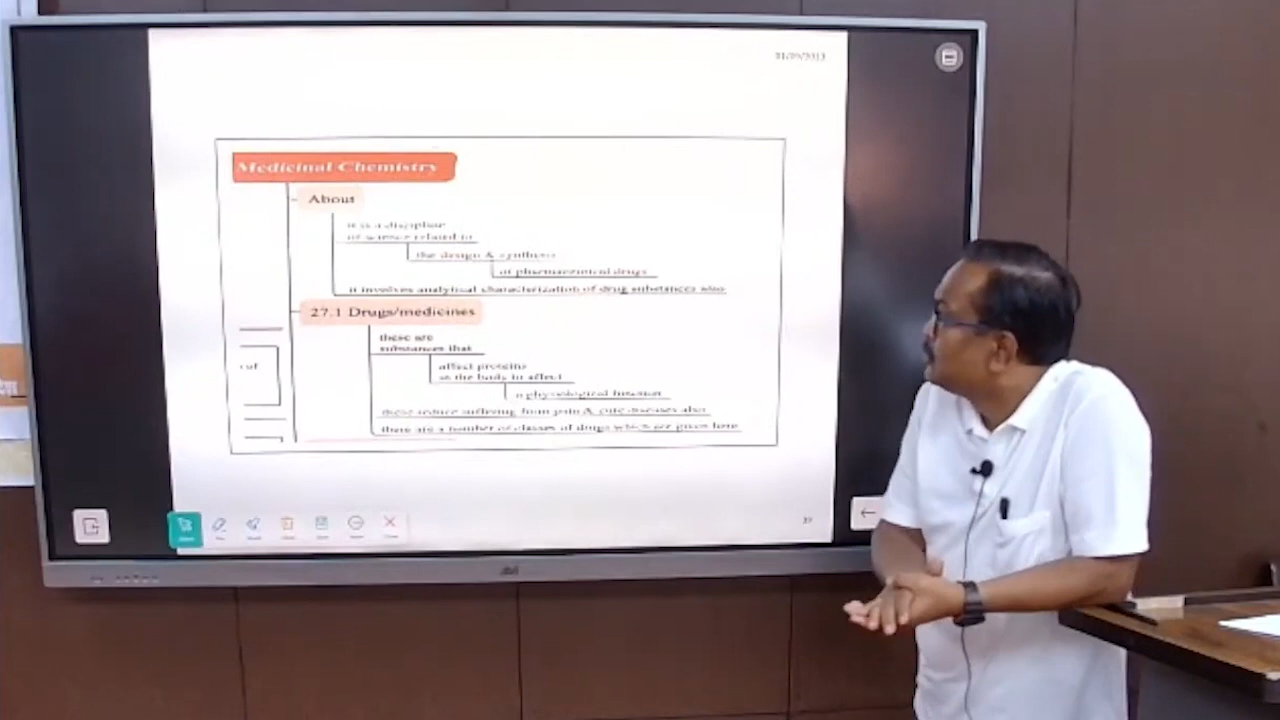 Medicinal Chemistry
About
it is a discipline
of science related to
the design & synthesis
of pharmaceutical drugs
it involves analytical characterization of drug substances also
27.1 Drugs/medicines
these are
substances that
affect proteins
in the body to affect
a physiological function
these reduce suffering from pain & cure diseases also
there are a number of classes of drugs which are given here